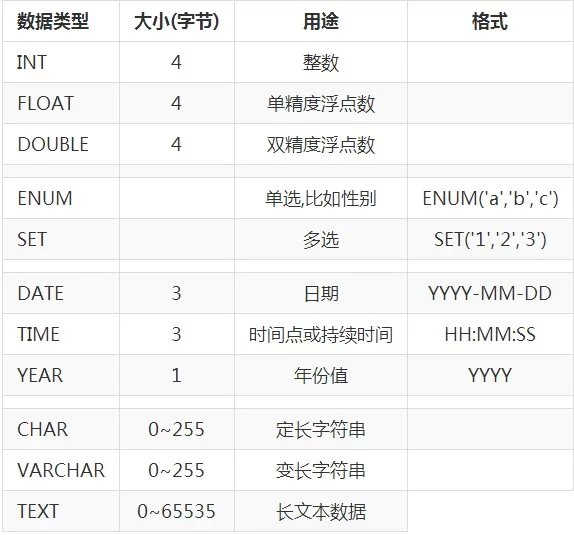 数据类型 大小(字节) 用途 格式
INT 4 整数
FLOAT 4 单精度浮点数
DOUBLE 4 双精度浮点数
ENUM 单选,比如性别 ENUM('a','b','c')
SET 多选 SET('1','2','3')
DATE 3 日期 YYYY-MM-DD
TIME 3 时间点或持续时间 HH:MM:SS
YEAR 1 年份值 YYYY
CHAR 0~255 定长字符串
VARCHAR 0~255 变长字符串
TEXT 0~65535 长文本数据